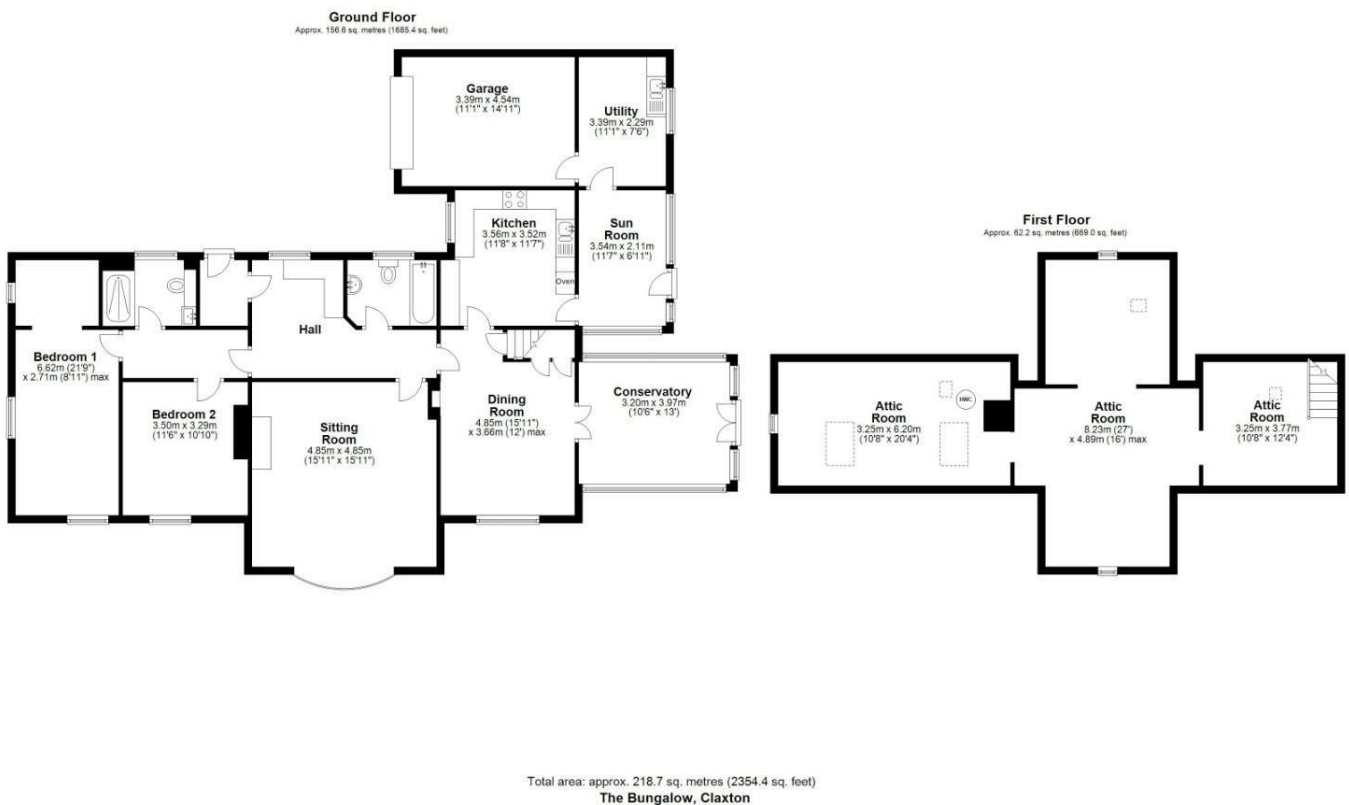 Ground Floor
Approx. 156.6 sq. metres (1685.4 sq. feet)
Garage
3.39m x 4.54m
(11'1" x 14'11")
Utility
3.39m x 2.29m
(11'1" x 7'6")
Kitchen
3.56m x 3.52m
(11'8" x 11'7")
Sun
Room
3.54m x 2.11m
(11'7" x 6'11")
Oven
Hall
Bedroom 1
6.62m (21'9")
x 2.71m (8'11") max
Bedroom 2
3.50m x 3.29m
(11'6" x 10'10")
Sitting
Room
4.85m x 4.85m
(15'11" x 15'11")
Dining
Room
4.85m (15'11")
x 3.66m (12') max
Conservatory
3.20m x 3.97m
(10'6" x 13')
First Floor
Approx. 62.2 sq. metres (669.0 sq. feet)
Attic
Room
3.25m x 6.20m
(10'8" x 20'4")
HWC
Attic
Room
8.23m (27')
x 4.89m (16') max
Attic
Room
3.25m x 3.77m
(10'8" x 12'4")
Total area: approx. 218.7 sq. metres (2354.4 sq. feet)
The Bungalow, Claxton